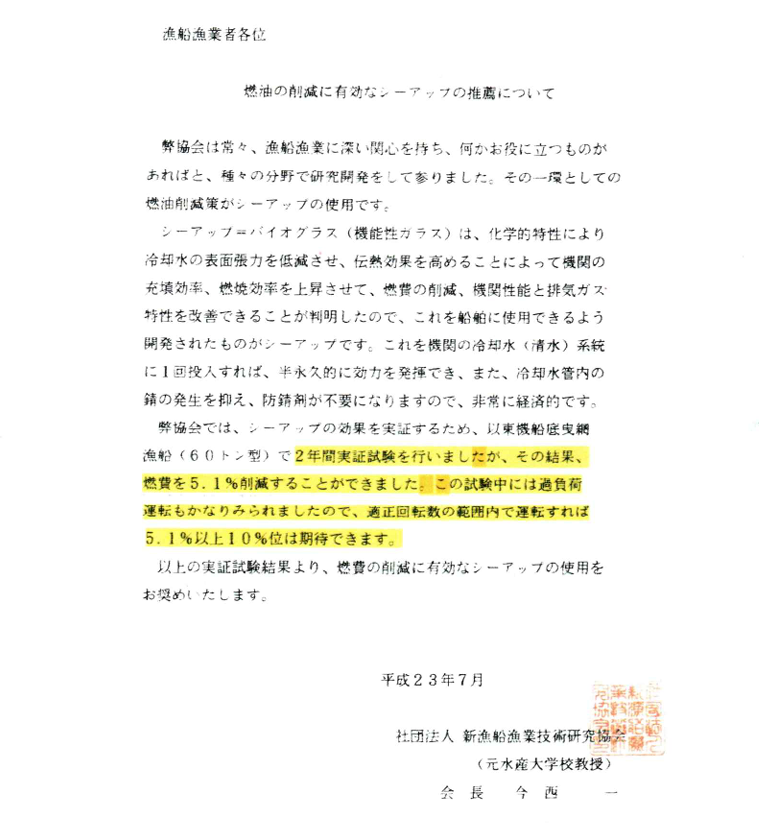 漁船漁業者各位
燃油の削減に有効なシーアップの推薦について
弊協会は常々、漁船漁業に深い関心を持ち、何かお役に立つものが
あればと、種々の分野で研究開発をして参りました。その一環としての
燃油削減策がシーアップの使用です。
シーアップ＝バイオグラス（機能性ガラス）は、化学的特性により
冷却水の表面張力を低減させ、伝熱効果を高めることによって機関の
充填効率、燃焼効率を上昇させて、燃費の削減、機関性能と排気ガス
特性を改善できることが判明したので、これを船舶に使用できるよう
開発されたものがシーアップです。これを機関の冷却水（清水）系統
に１回投入すれば、半永久的に効力を発揮でき、また、冷却水管内の
錆の発生を抑え、防錆剤が不要になりますので、非常に経済的です。
弊協会では、シーアップの効果を実証するため、以東機船底曳網
漁船（６０トン型）で２年間実証試験を行いましたが、その結果、
燃費を５.１％削減することができました。この試験中には過負荷
運転もかなりみられましたので、適正回転数の範囲内で運転すれば
５.１％以上１０％位は期待できます。
以上の実証試験結果より、燃費の削減に有効なシーアップの使用を
お奨めいたします。
平成２３年７月
社団法人 新漁船漁業技術研究協会
（元水産大学校教授）
会 長 今 西 一